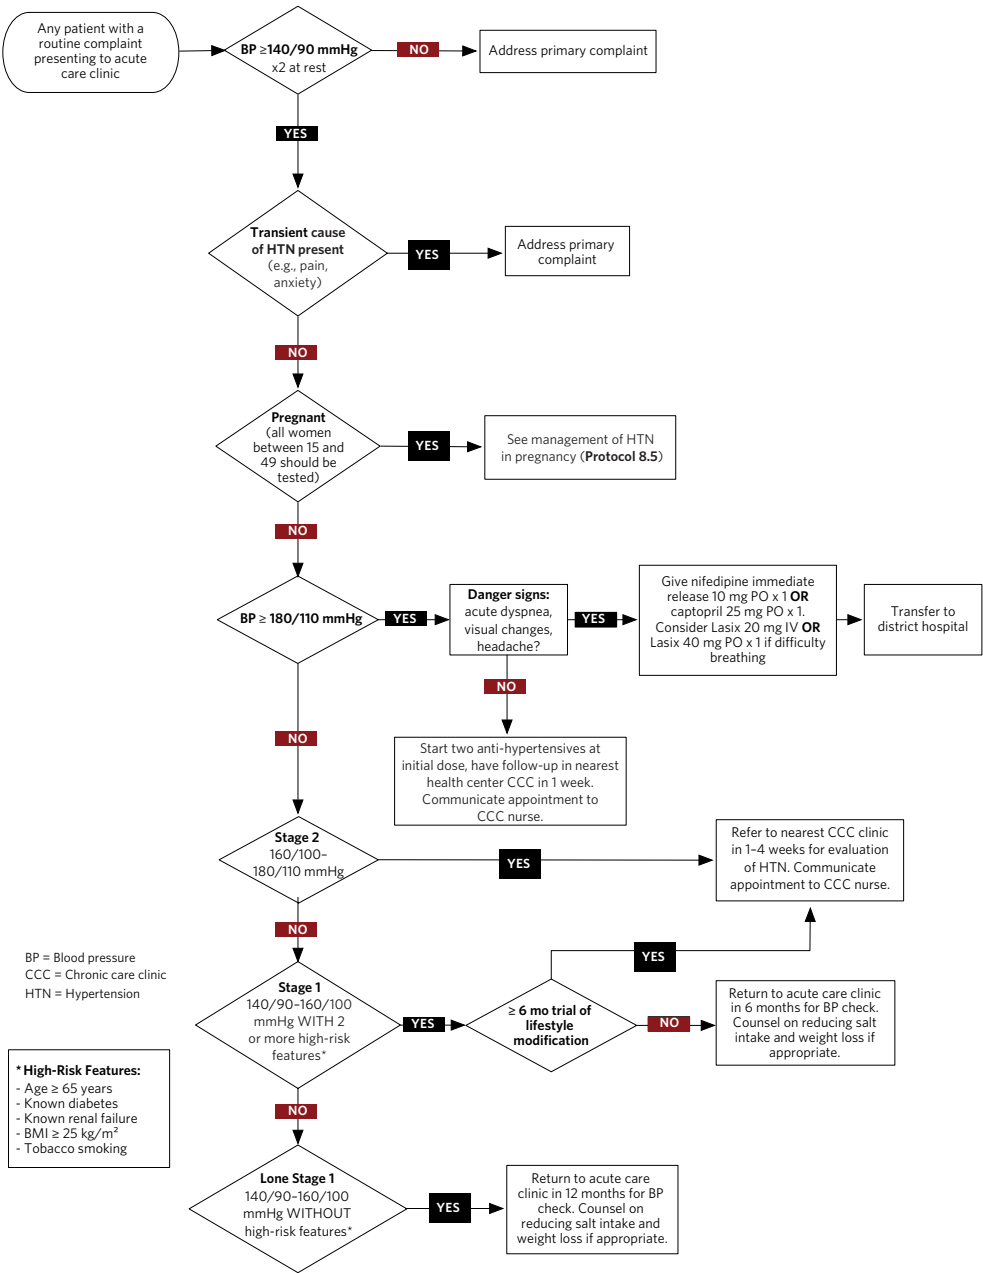 Any patient with a
routine complaint
presenting to acute
care clinic
BP ≥140/90 mmHg
x2 at rest
NO
Address primary complaint
YES
Transient cause
of HTN present
(e.g., pain,
anxiety)
YES
Address primary
complaint
NO
Pregnant
(all women
between 15 and
49 should be
tested)
YES
See management of HTN
in pregnancy (Protocol 8.5)
NO
BP ≥ 180/110 mmHg
YES
Danger signs:
acute dyspnea,
visual changes,
headache?
YES
Give nifedipine immediate
release 10 mg PO x 1 OR
captopril 25 mg PO x 1.
Consider Lasix 20 mg IV OR
Lasix 40 mg PO x 1 if difficulty
breathing
Transfer to
district hospital
NO
Start two anti-hypertensives at
initial dose, have follow-up in nearest
health center CCC in 1 week.
Communicate appointment to
CCC nurse.
NO
Stage 2
160/100–
180/110 mmHg
YES
Refer to nearest CCC clinic
in 1–4 weeks for evaluation
of HTN. Communicate
appointment to CCC nurse.
NO
Stage 1
140/90–160/100
mmHg WITH 2
or more high-risk
features*
YES
≥ 6 mo trial of
lifestyle
modification
YES
NO
Return to acute care clinic
in 6 months for BP check.
Counsel on reducing salt
intake and weight loss if
appropriate.
BP = Blood pressure
CCC = Chronic care clinic
HTN = Hypertension
* High-Risk Features:
- Age ≥ 65 years
- Known diabetes
- Known renal failure
- BMI ≥ 25 kg/m²
- Tobacco smoking
NO
Lone Stage 1
140/90–160/100
mmHg WITHOUT
high-risk features*
YES
Return to acute care
clinic in 12 months for BP
check. Counsel on
reducing salt intake and
weight loss if appropriate.